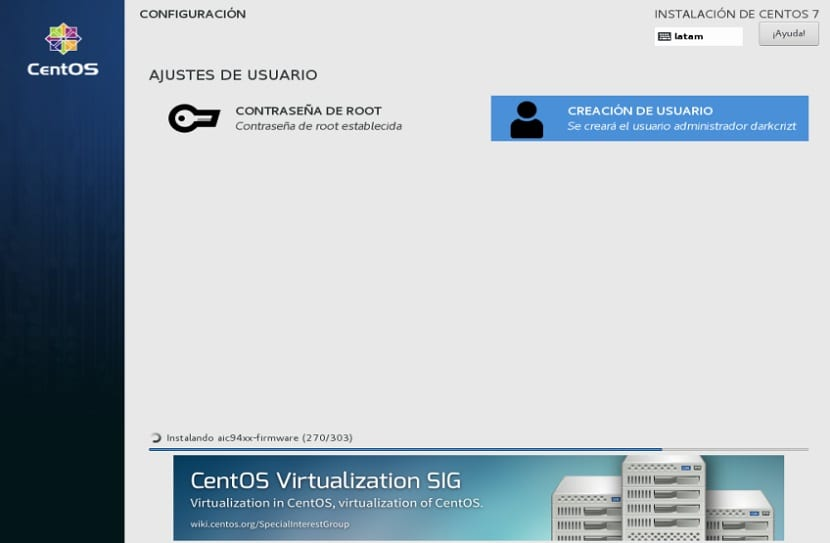 CentOS
CONFIGURACIÓN
INSTALACIÓN DE CENTOS 7
latam
¡Ayuda!
AJUSTES DE USUARIO
CONTRASEÑA DE ROOT
Contraseña de root establecida
CREACIÓN DE USUARIO
Se creará el usuario administrador darkcrizt
Instalando aic94xx-firmware (270/303)
CentOS Virtualization SIG
Virtualization in CentOS, virtualization of CentOS.
wiki.centos.org/SpecialInterestGroup